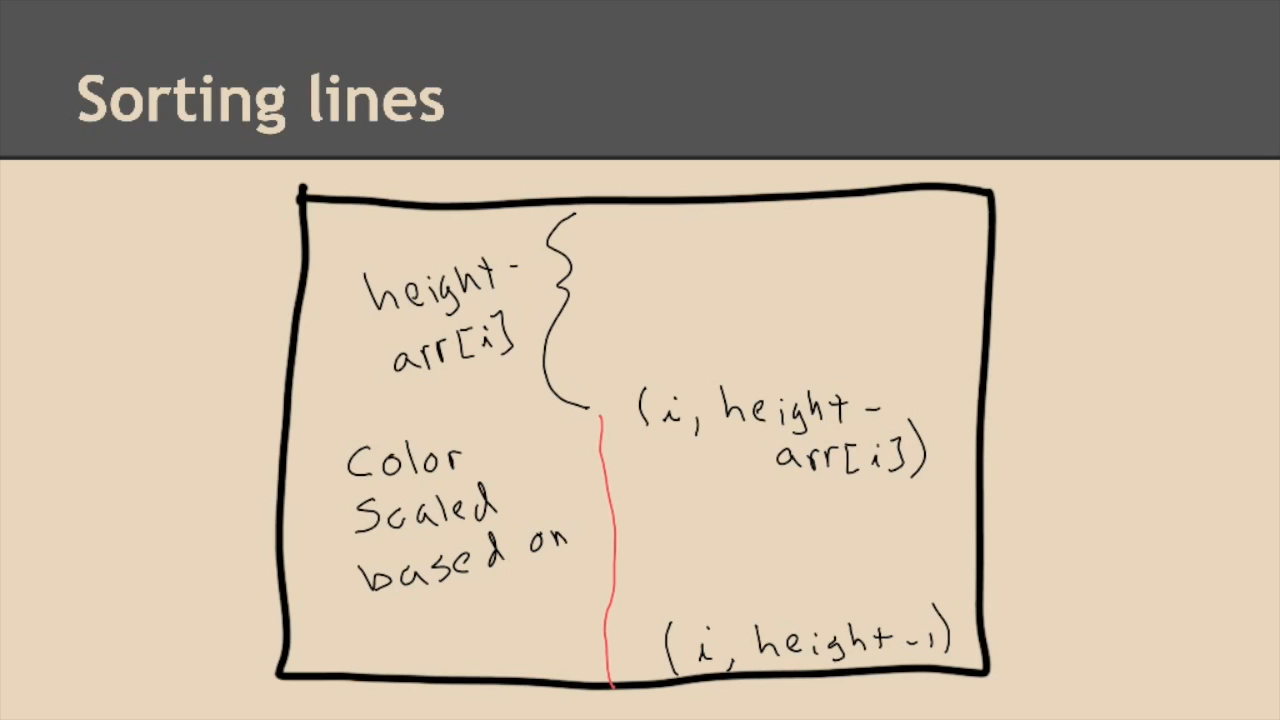 Sorting lines
height-
arr[i]
(i, height-
arr[i])
Color
Scaled
based on
(i, height-1)